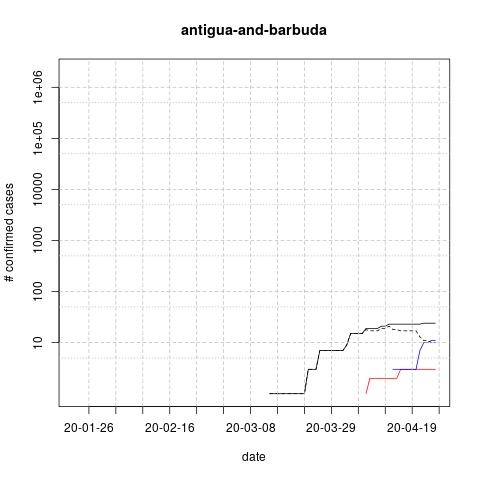 antigua-and-barbuda
# confirmed cases
1e+06
1e+05
10000
1000
100
10
20-01-26 20-02-16 20-03-08 20-03-29 20-04-19
date